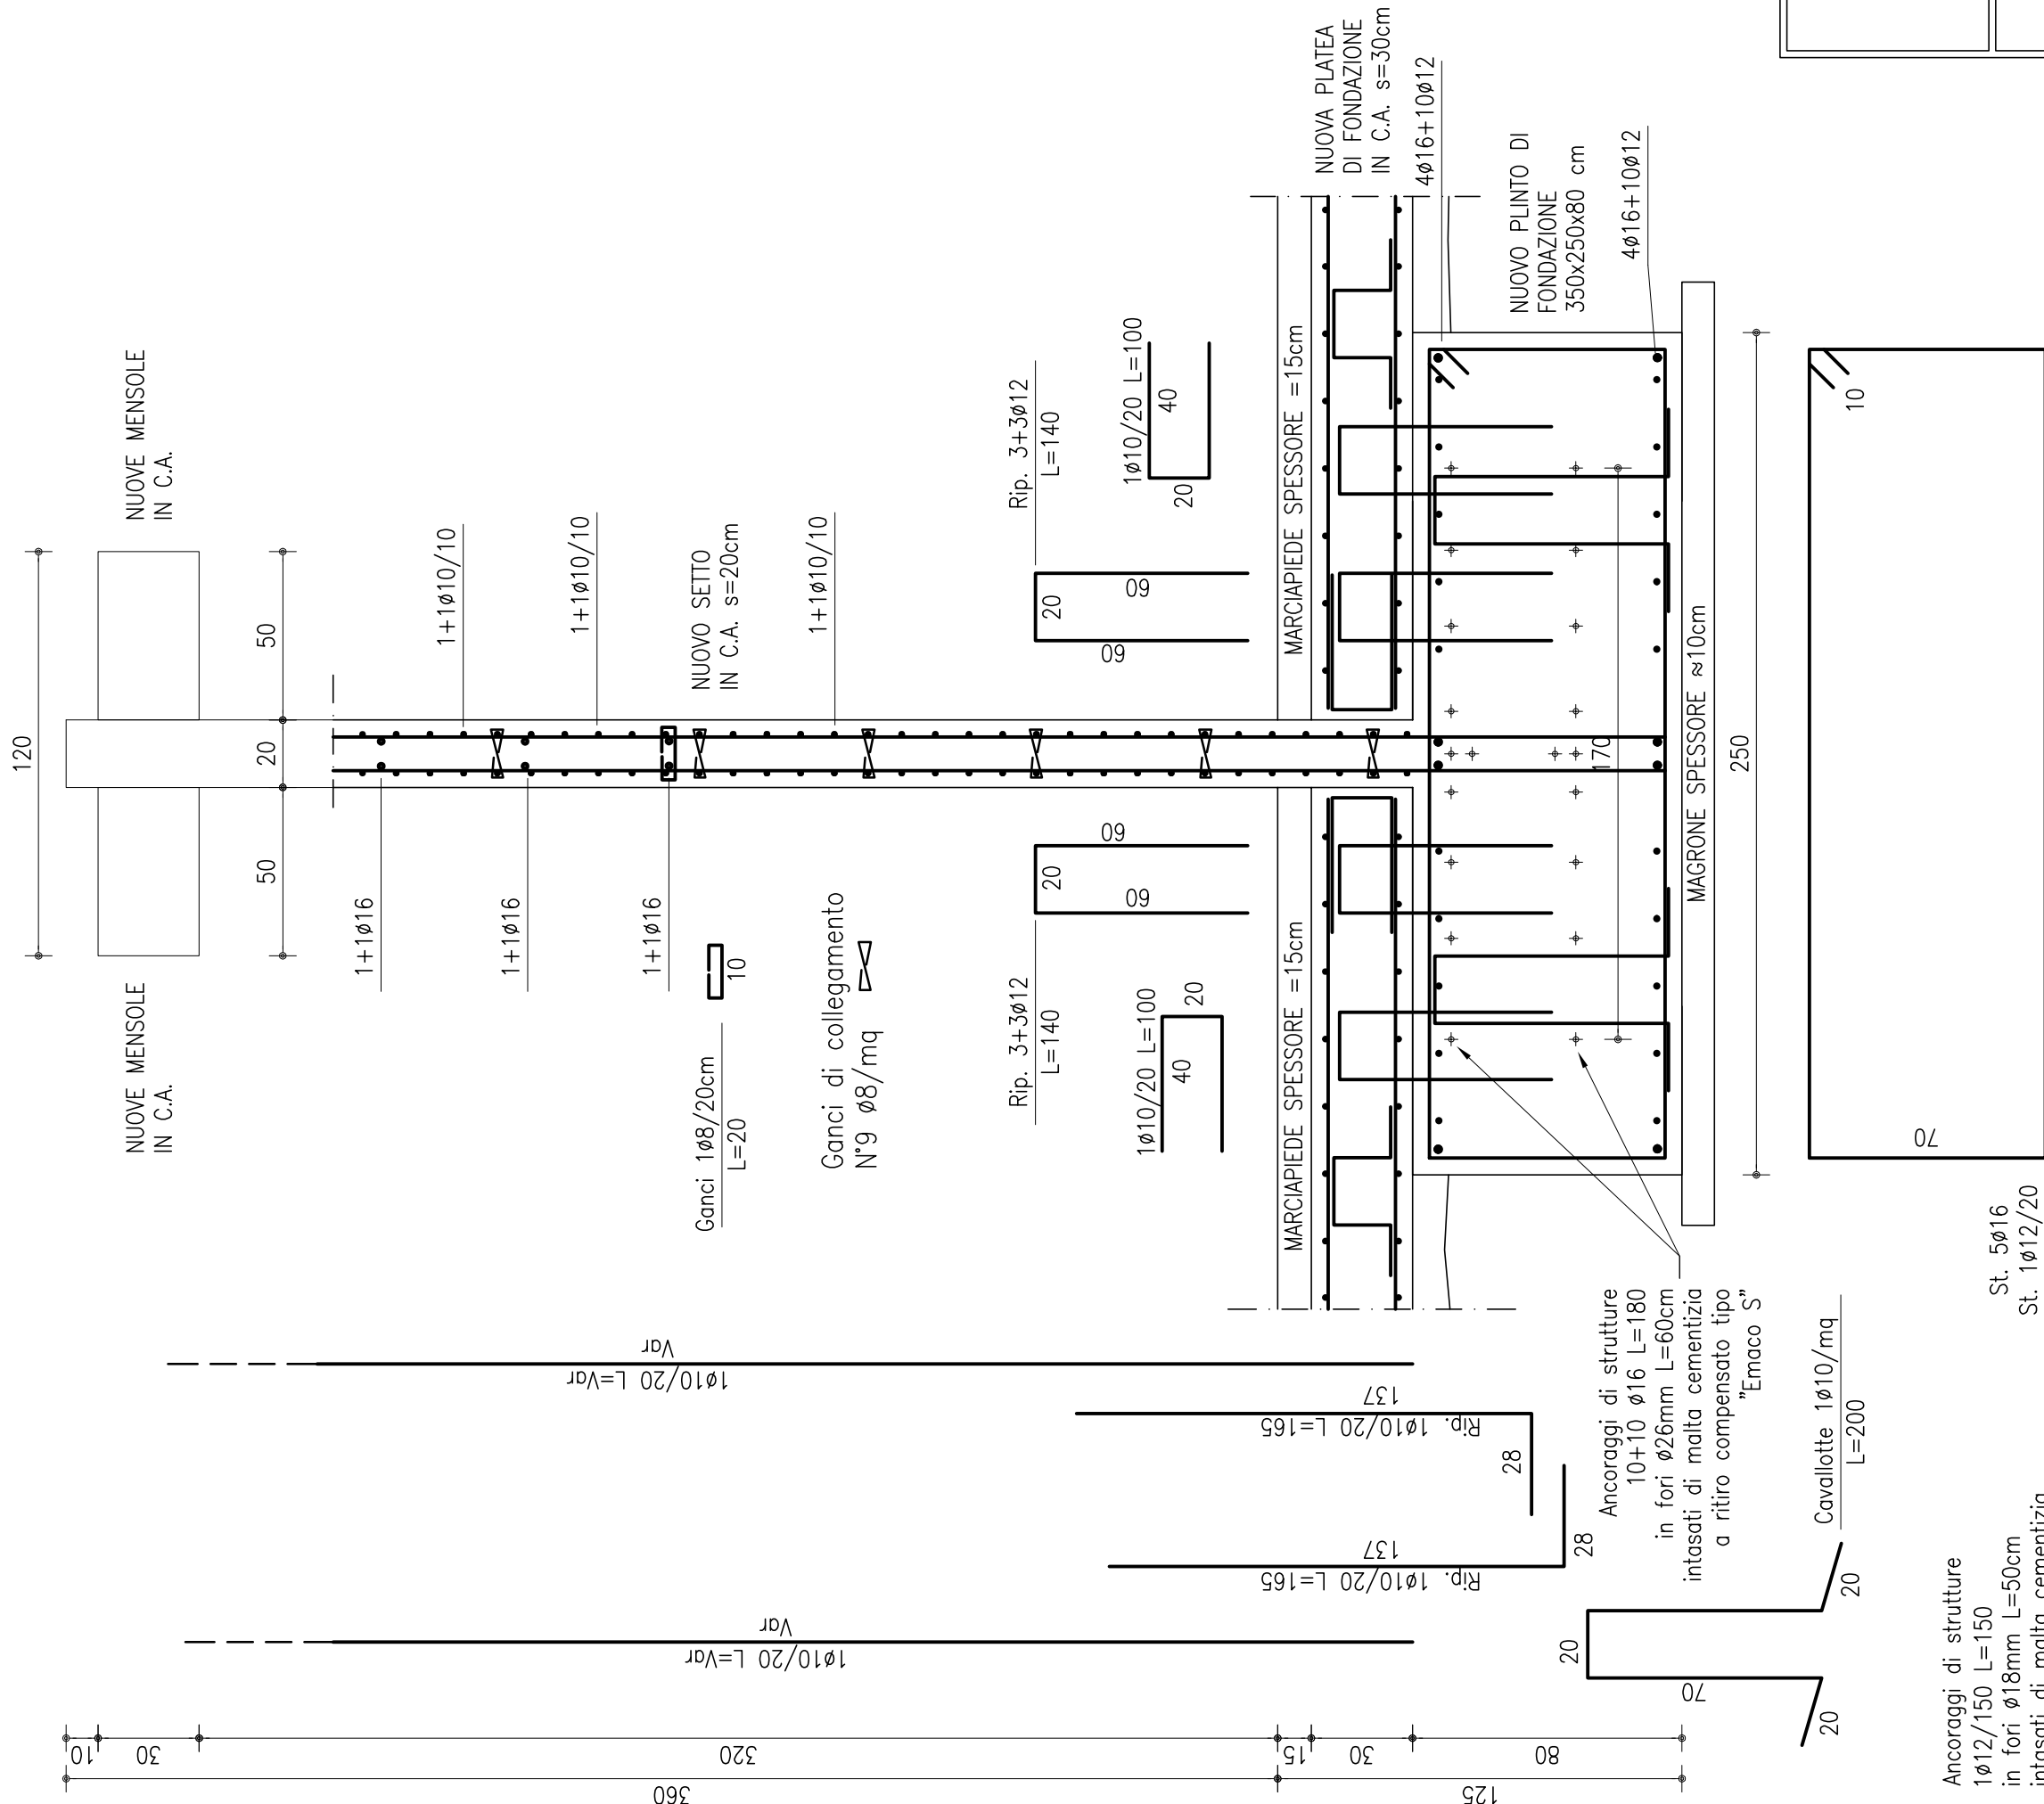 120
NUOVE MENSOLE
IN C.A.
NUOVE MENSOLE
IN C.A.
50
20
50
1+1ø16
1+1ø16
1+1ø16
1+1ø10/10
1+1ø10/10
1+1ø10/10
NUOVO SETTO
IN C.A. s=20cm
Ganci 1ø8/20cm
L=20
10
Ganci di collegamento
N°9 ø8/mq
Rip. 3+3ø12
L=140
60
20
60
Rip. 3+3ø12
L=140
60
20
60
1ø10/20 L=100
40
20
1ø10/20 L=100
40
20
MARCIAPIEDE SPESSORE =15cm
MARCIAPIEDE SPESSORE =15cm
NUOVA PLATEA
DI FONDAZIONE
IN C.A. s=30cm
4ø16+10ø12
NUOVO PLINTO DI
FONDAZIONE
350x250x80 cm
4ø16+10ø12
170
MAGRONE SPESSORE ≈10cm
250
10
70
St. 5ø16
St. 1ø12/20
Var
1ø10/20 L=Var
137
Rip. 1ø10/20 L=165
28
137
Rip. 1ø10/20 L=165
28
Var
1ø10/20 L=Var
Ancoraggi di strutture
10+10 ø16 L=180
in fori ø26mm L=60cm
intasati di malta cementizia
a ritiro compensato tipo
"Emaco S"
Cavallotte 1ø10/mq
L=200
20
70
20
20
Ancoraggi di strutture
1ø12/150 L=150
in fori ø18mm L=50cm
intasati di malta cementizia
10
30
320
15
30
80
360
125